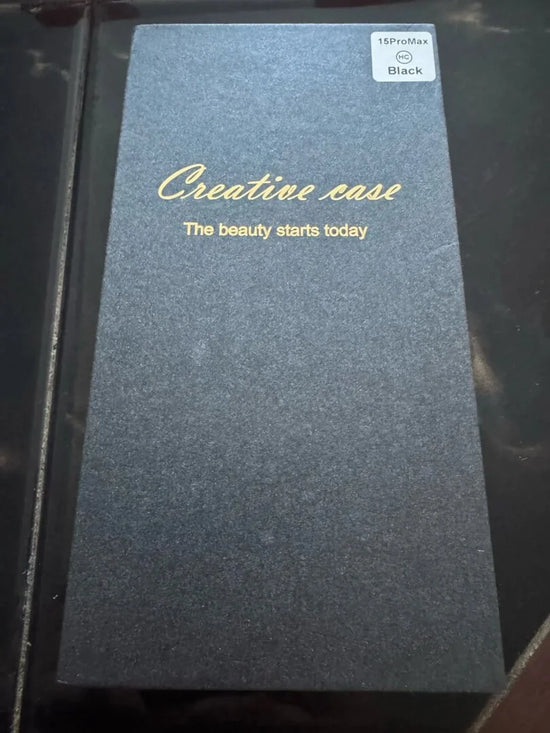 15ProMax
HC
Black
Creative case
The beauty starts today